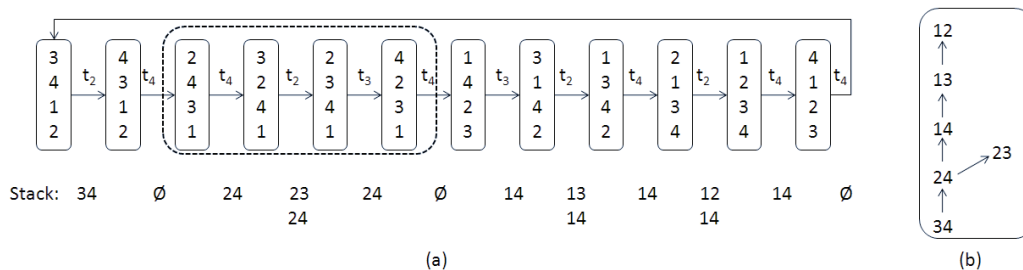 3 4 2 3 2 4 1 3 1 2 1 4
t₂ t₄ t₄ t₂ t₃ t₄ t₃ t₂ t₄ t₂ t₄ t₄
4 3 4 2 3 2 4 1 3 1 2 1
1 1 3 4 4 3 2 4 4 3 3 2
2 2 1 1 1 1 3 2 2 4 4 3
Stack: 34 Ø 24 23 24 Ø 14 13 14 12 14 Ø
24 14 14
(a)
12
13
14
23
24
34
(b)